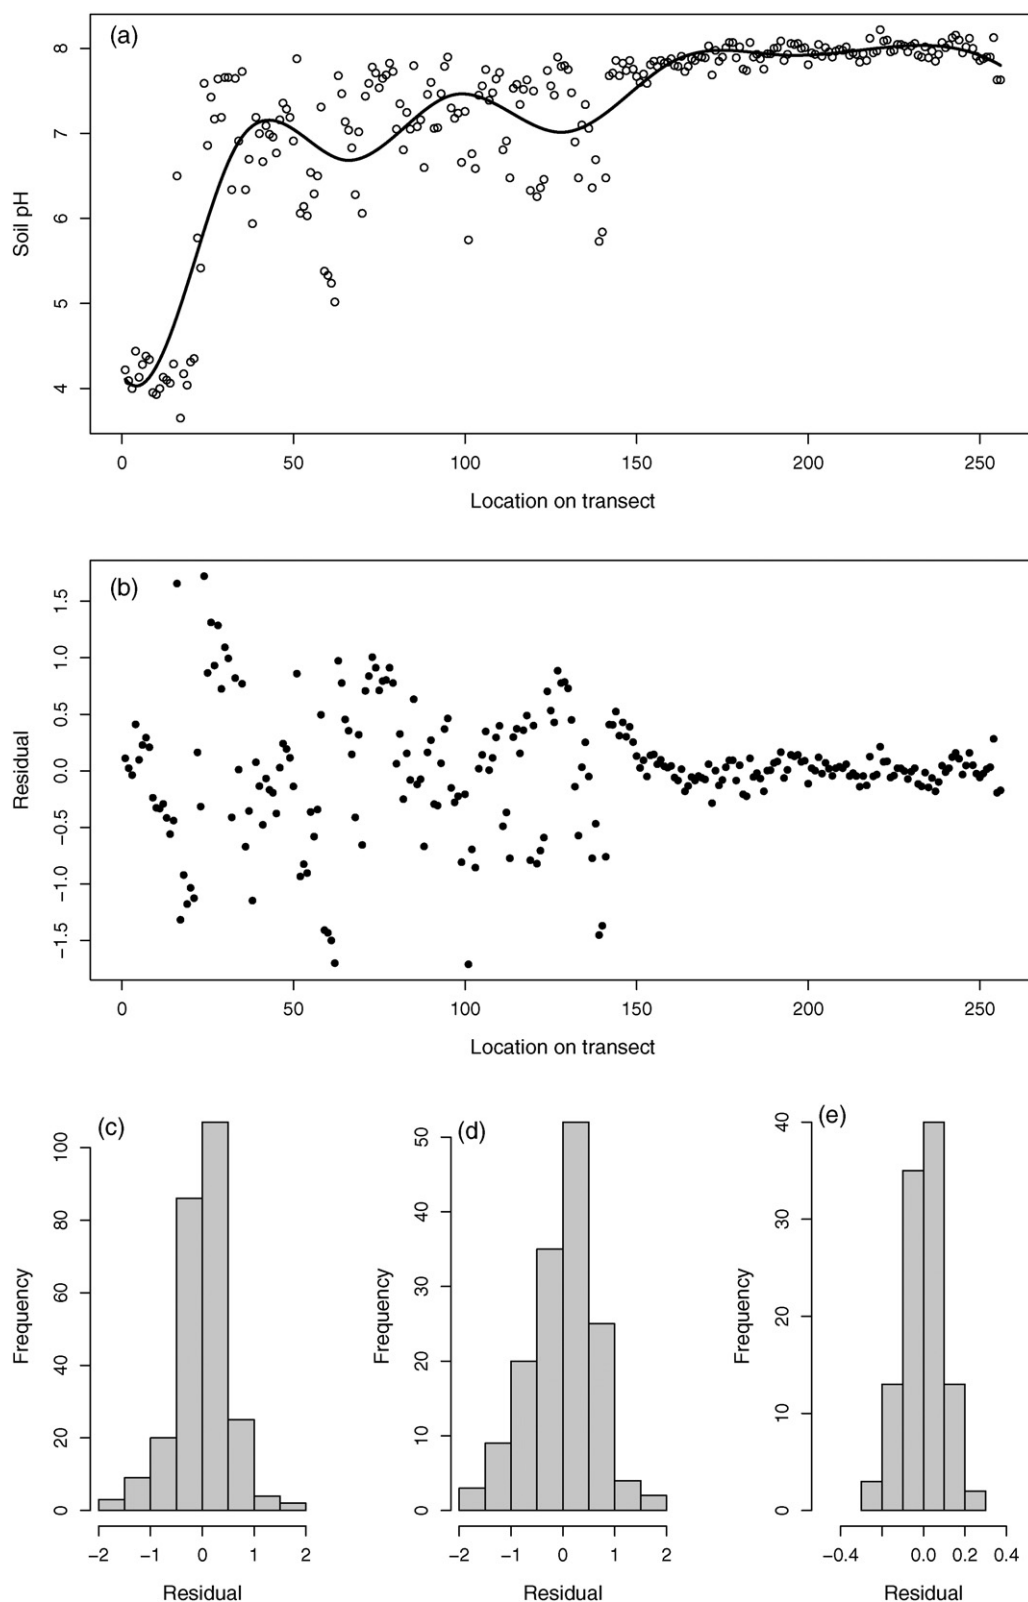 (a)
8
7
6
5
4
Soil pH
0 50 100 150 200 250
Location on transect
(b)
1.5
1.0
0.5
0.0
−0.5
−1.0
−1.5
Residual
0 50 100 150 200 250
Location on transect
(c)
100
80
60
40
20
0
Frequency
−2 −1 0 1 2
Residual
(d)
50
40
30
20
10
0
Frequency
−2 −1 0 1 2
Residual
(e)
40
30
20
10
0
Frequency
−0.4 0.0 0.2 0.4
Residual